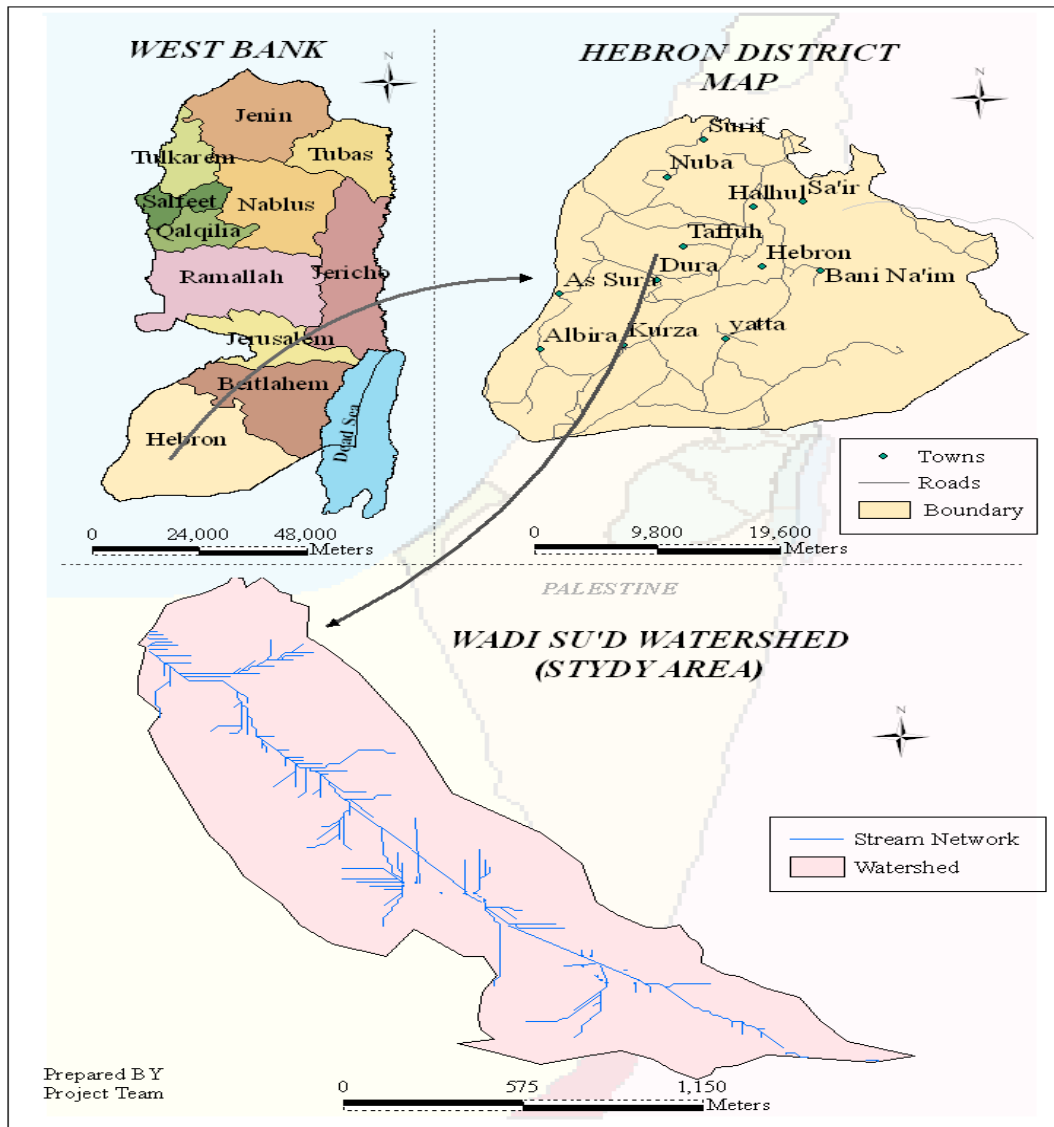 WEST BANK
N
Jenin
Tulkarem
Tubas
Salfeet
Nablus
Qalqilia
Ramallah
Jericho
Jerusalem
Beitlahem
Hebron
Dead Sea
0 24,000 48,000
Meters
HEBRON DISTRICT
MAP
N
Surif
Nuba
Halhul
Sa'ir
Taffuh
Hebron
Dura
Bani Na'im
As Sura
Albira
Kurza
yatta
Towns
Roads
Boundary
0 9,800 19,600
Meters
PALESTINE
WADI SU'D WATERSHED
(STYDY AREA)
N
Stream Network
Watershed
Prepared B Y
Project Team
0 575 1,150
Meters